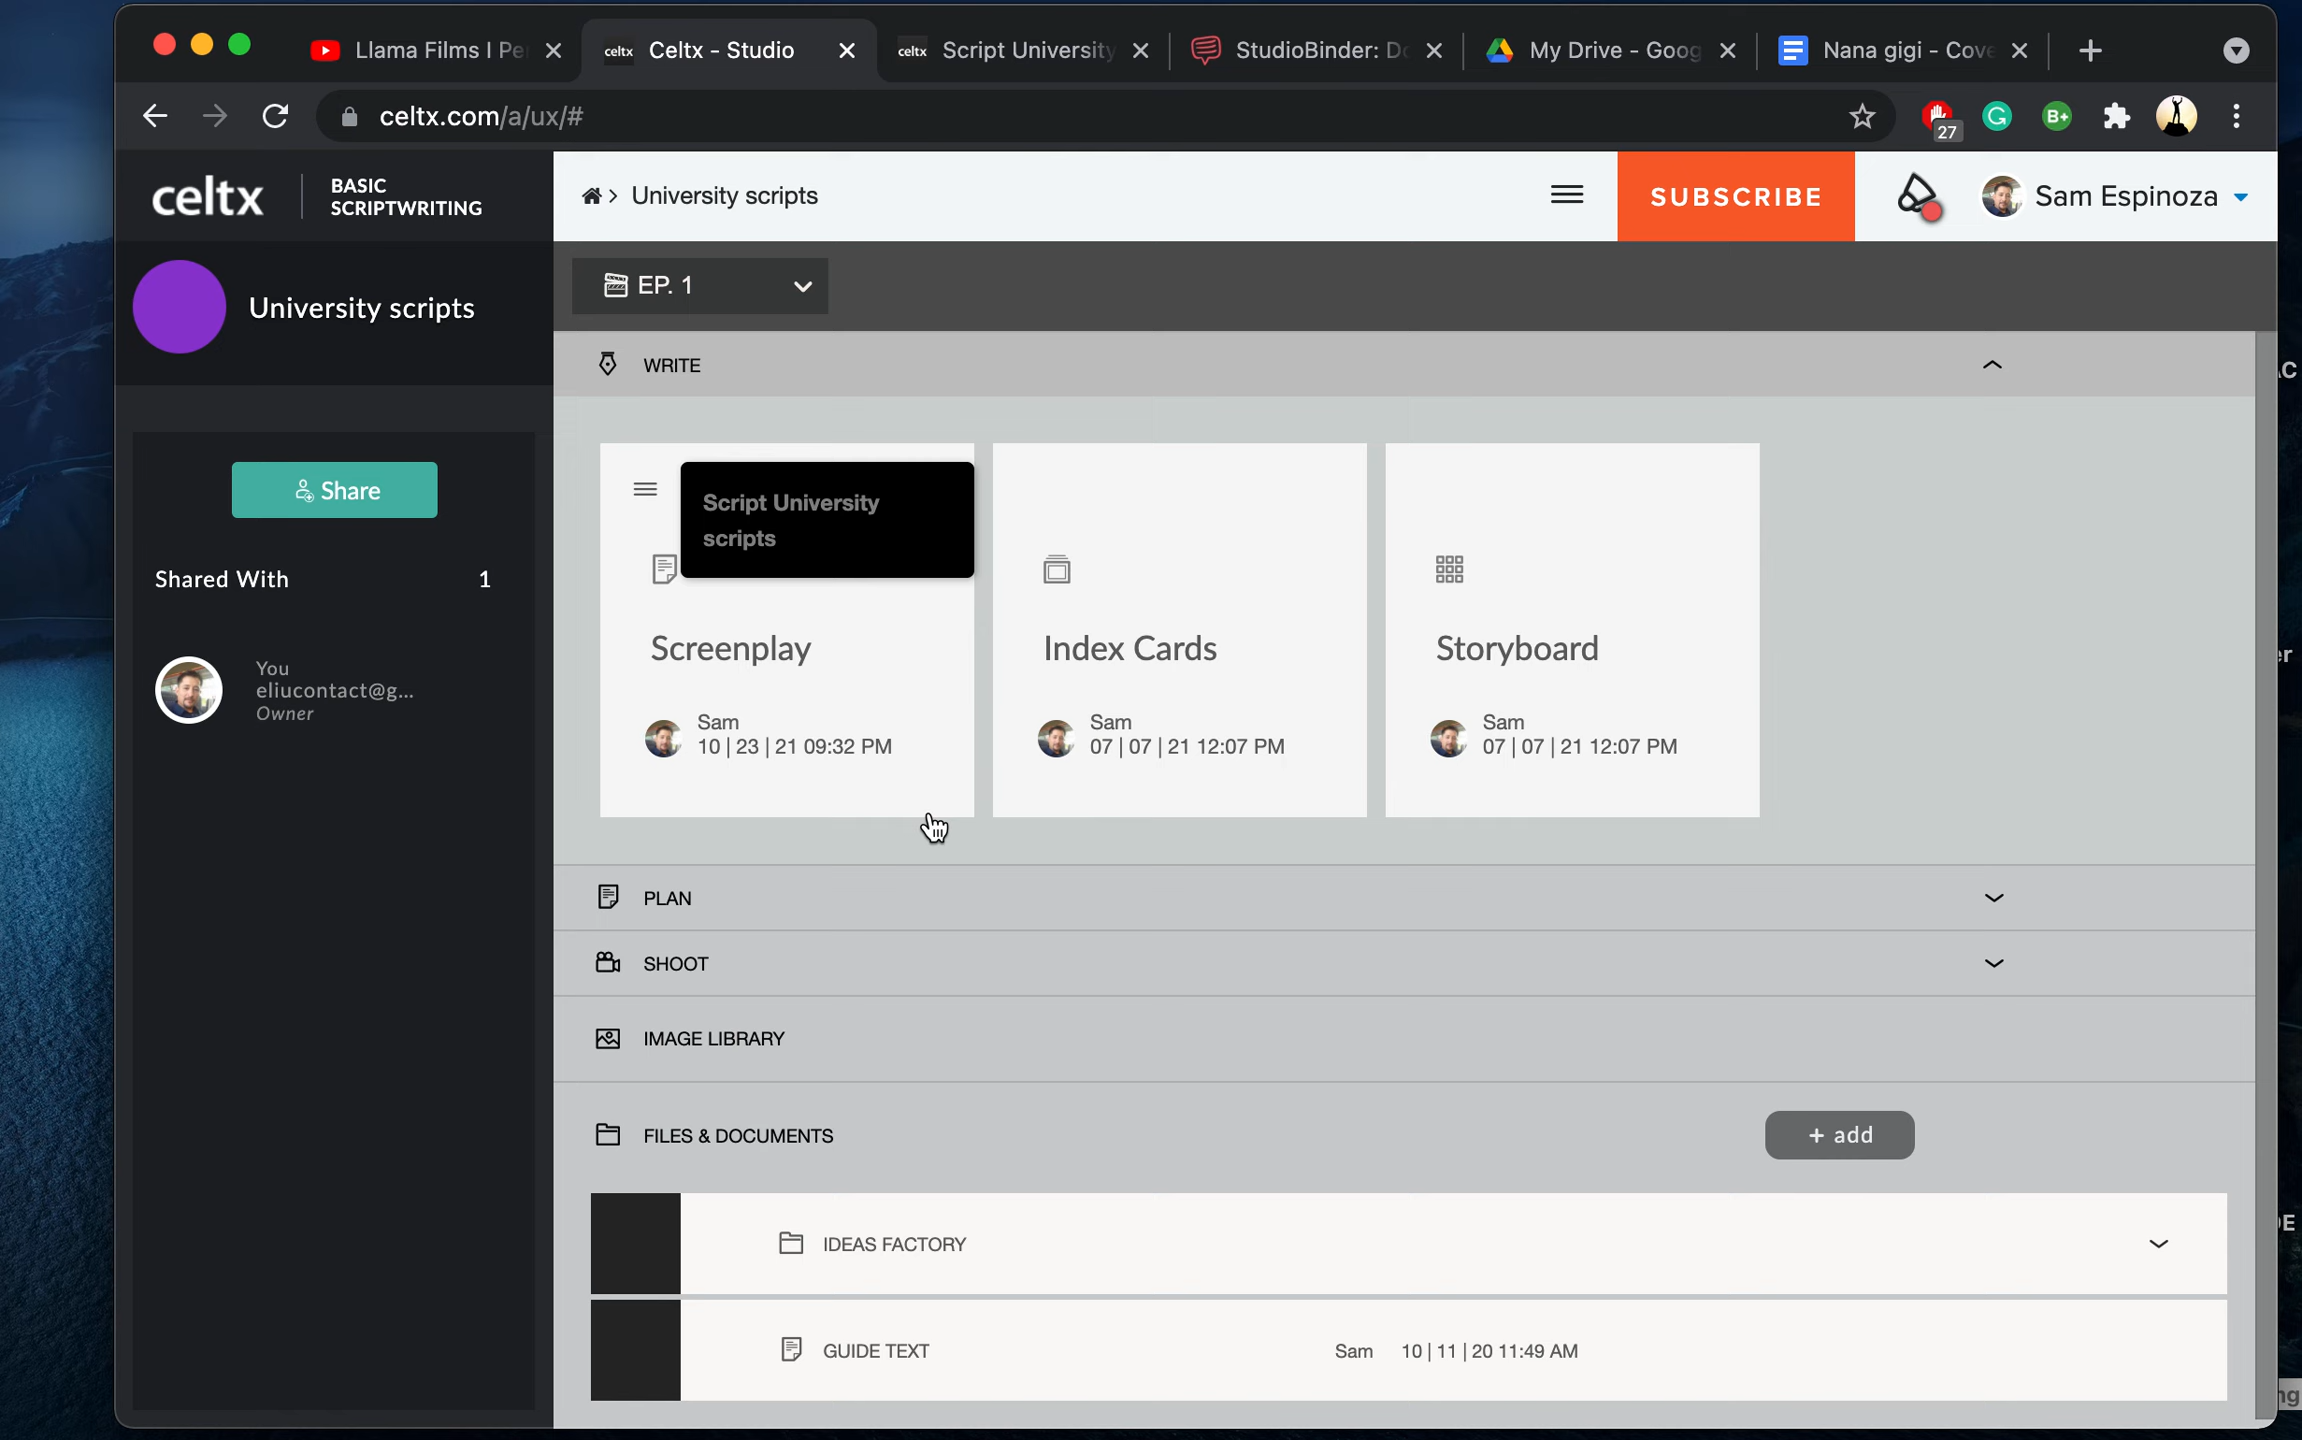 Llama Films I Pe
celtx Celtx - Studio
celtx Script University
StudioBinder: Do
My Drive - Goog
Nana gigi - Cove
celtx.com/a/ux/#
27
G
B+
celtx
BASIC
SCRIPTWRITING
University scripts
SUBSCRIBE
Sam Espinoza
University scripts
EP. 1
WRITE
Share
Script University
scripts
Shared With 1
You
eliucontact@g...
Owner
Screenplay
Sam
10 | 23 | 21 09:32 PM
Index Cards
Sam
07 | 07 | 21 12:07 PM
Storyboard
Sam
07 | 07 | 21 12:07 PM
PLAN
SHOOT
IMAGE LIBRARY
FILES & DOCUMENTS
+ add
IDEAS FACTORY
GUIDE TEXT Sam 10 | 11 | 20 11:49 AM